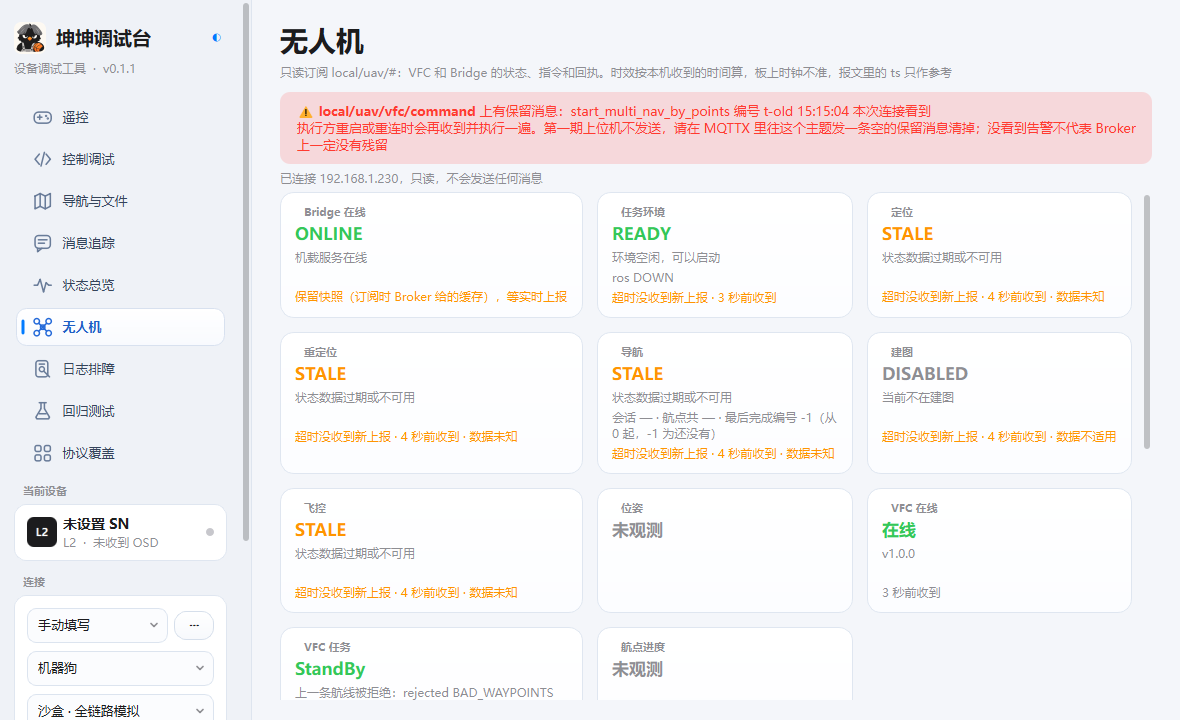 坤坤调试台
设备调试工具 · v0.1.1
遥控
控制调试
导航与文件
消息追踪
状态总览
无人机
日志排障
回归测试
协议覆盖
当前设备
L2
未设置 SN
L2 · 未收到 OSD
连接
手动填写
...
机器狗
沙盒 · 全链路模拟
无人机
只读订阅 local/uav/#：VFC 和 Bridge 的状态、指令和回执。时效按本机收到的时间算，板上时钟不准，报文里的 ts 只作参考
local/uav/vfc/command 上有保留消息：start_multi_nav_by_points 编号 t-old 15:15:04 本次连接看到
执行方重启或重连时会再收到并执行一遍。第一期上位机不发送，请在 MQTTX 里往这个主题发一条空的保留消息清掉；没看到告警不代表 Broker
上一定没有残留
已连接 192.168.1.230，只读，不会发送任何消息
Bridge 在线
ONLINE
机载服务在线
保留快照（订阅时 Broker 给的缓存），等实时上报
任务环境
READY
环境空闲，可以启动
ros DOWN
超时没收到新上报 · 3 秒前收到
定位
STALE
状态数据过期或不可用
超时没收到新上报 · 4 秒前收到 · 数据未知
重定位
STALE
状态数据过期或不可用
超时没收到新上报 · 4 秒前收到 · 数据未知
导航
STALE
状态数据过期或不可用
会话 — · 航点共 — · 最后完成编号 -1（从
0 起，-1 为还没有）
超时没收到新上报 · 4 秒前收到 · 数据未知
建图
DISABLED
当前不在建图
超时没收到新上报 · 4 秒前收到 · 数据不适用
飞控
STALE
状态数据过期或不可用
超时没收到新上报 · 4 秒前收到 · 数据未知
位姿
未观测
VFC 在线
在线
v1.0.0
3 秒前收到
VFC 任务
StandBy
上一条航线被拒绝：rejected BAD_WAYPOINTS
航点进度
未观测